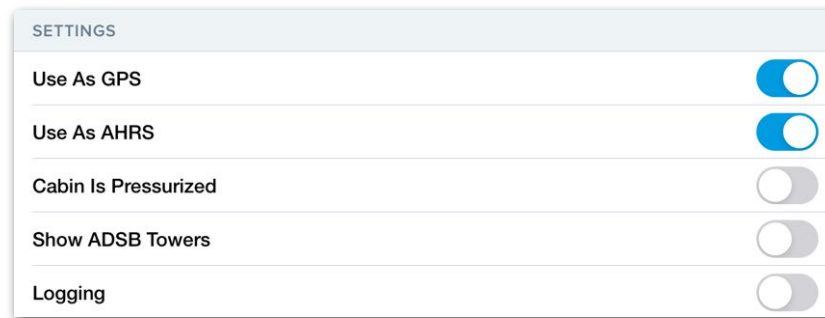 SETTINGS
Use As GPS
Use As AHRS
Cabin Is Pressurized
Show ADSB Towers
Logging